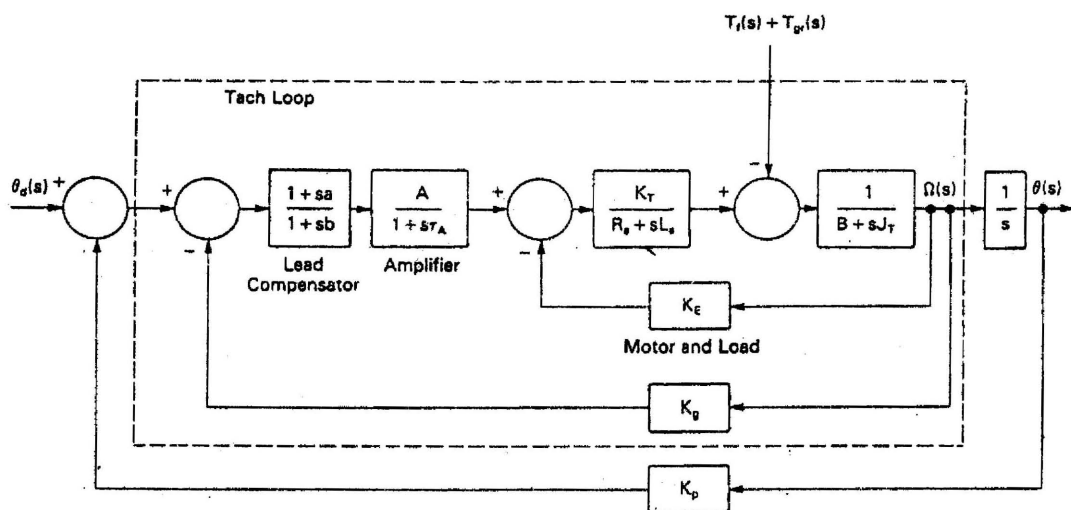 T_f(s) + T_gr(s)
Tach Loop
θ_d(s) +
+
-
1 + sa
1 + sb
Lead
Compensator
A
1 + sτ_A
Amplifier
+
-
K_T
R_a + sL_a
+
-
1
B + sJ_T
Ω(s)
1
s
θ(s)
K_E
Motor and Load
K_g
K_p